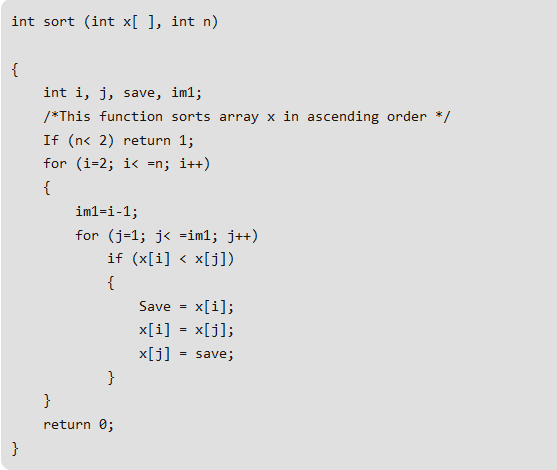 int sort (int x[ ], int n)
{
int i, j, save, im1;
/*This function sorts array x in ascending order */
If (n< 2) return 1;
for (i=2; i< =n; i++)
{
im1=i-1;
for (j=1; j< =im1; j++)
if (x[i] < x[j])
{
Save = x[i];
x[i] = x[j];
x[j] = save;
}
}
return 0;
}